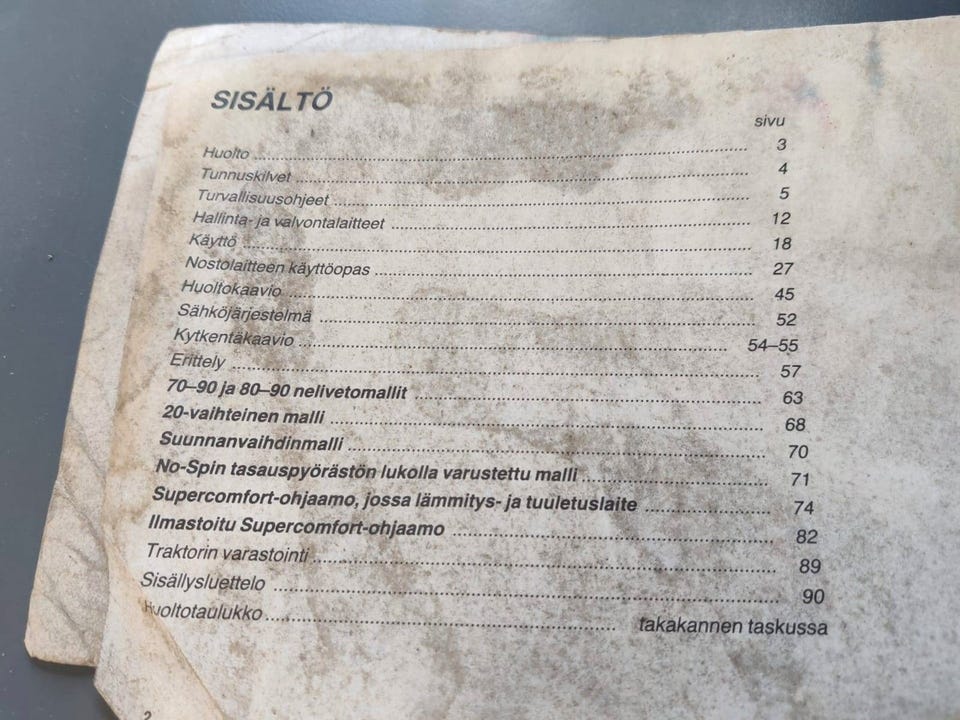 SISÄLTÖ
sivu
Huolto ........ 3
Tunnuskilvet ........ 4
Turvallisuusohjeet ........ 5
Hallinta- ja valvontalaitteet ........ 12
Käyttö ........ 18
Nostolaitteen käyttöopas ........ 27
Huoltokaavio ........ 45
Sähköjärjestelmä ........ 52
Kytkentäkaavio ........ 54–55
Erittely ........ 57
70–90 ja 80–90 nelivetomallit ........ 63
20-vaihteinen malli ........ 68
Suunnanvaihdinmalli ........ 70
No-Spin tasauspyörästön lukolla varustettu malli ........ 71
Supercomfort-ohjaamo, jossa lämmitys- ja tuuletuslaite ........ 74
Ilmastoitu Supercomfort-ohjaamo ........ 82
Traktorin varastointi ........ 89
Sisällysluettelo ........ 90
Huoltotaulukko ........ takakannen taskussa
2